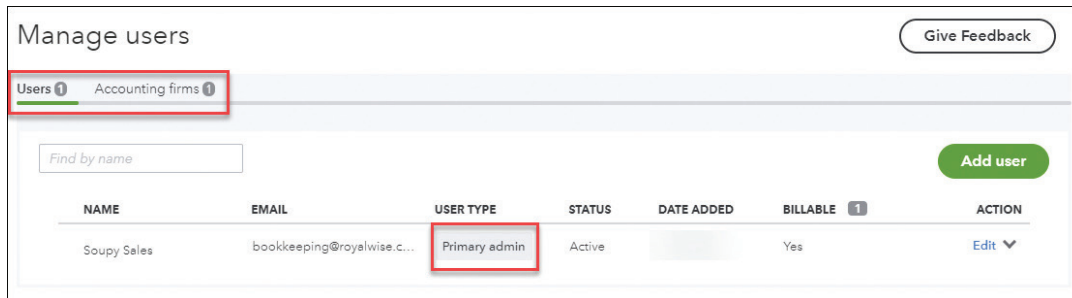 Manage users
Give Feedback
Users 1 Accounting firms 1
Find by name
Add user
NAME EMAIL USER TYPE STATUS DATE ADDED BILLABLE 1 ACTION
Soupy Sales bookkeeping@royalwise.c... Primary admin Active Yes Edit